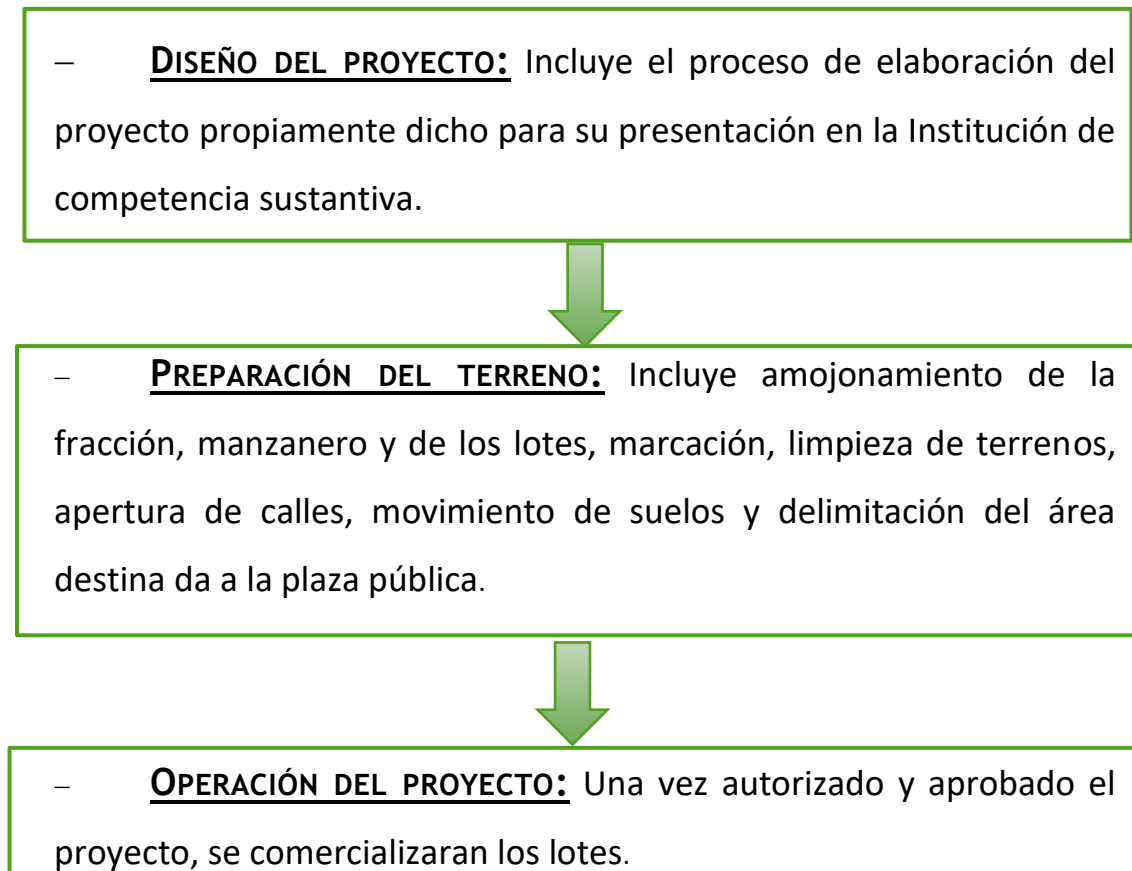 – DISEÑO DEL PROYECTO: Incluye el proceso de elaboración del
proyecto propiamente dicho para su presentación en la Institución de
competencia sustantiva.
– PREPARACIÓN DEL TERRENO: Incluye amojonamiento de la
fracción, manzanero y de los lotes, marcación, limpieza de terrenos,
apertura de calles, movimiento de suelos y delimitación del área
destina da a la plaza pública.
– OPERACIÓN DEL PROYECTO: Una vez autorizado y aprobado el
proyecto, se comercializaran los lotes.